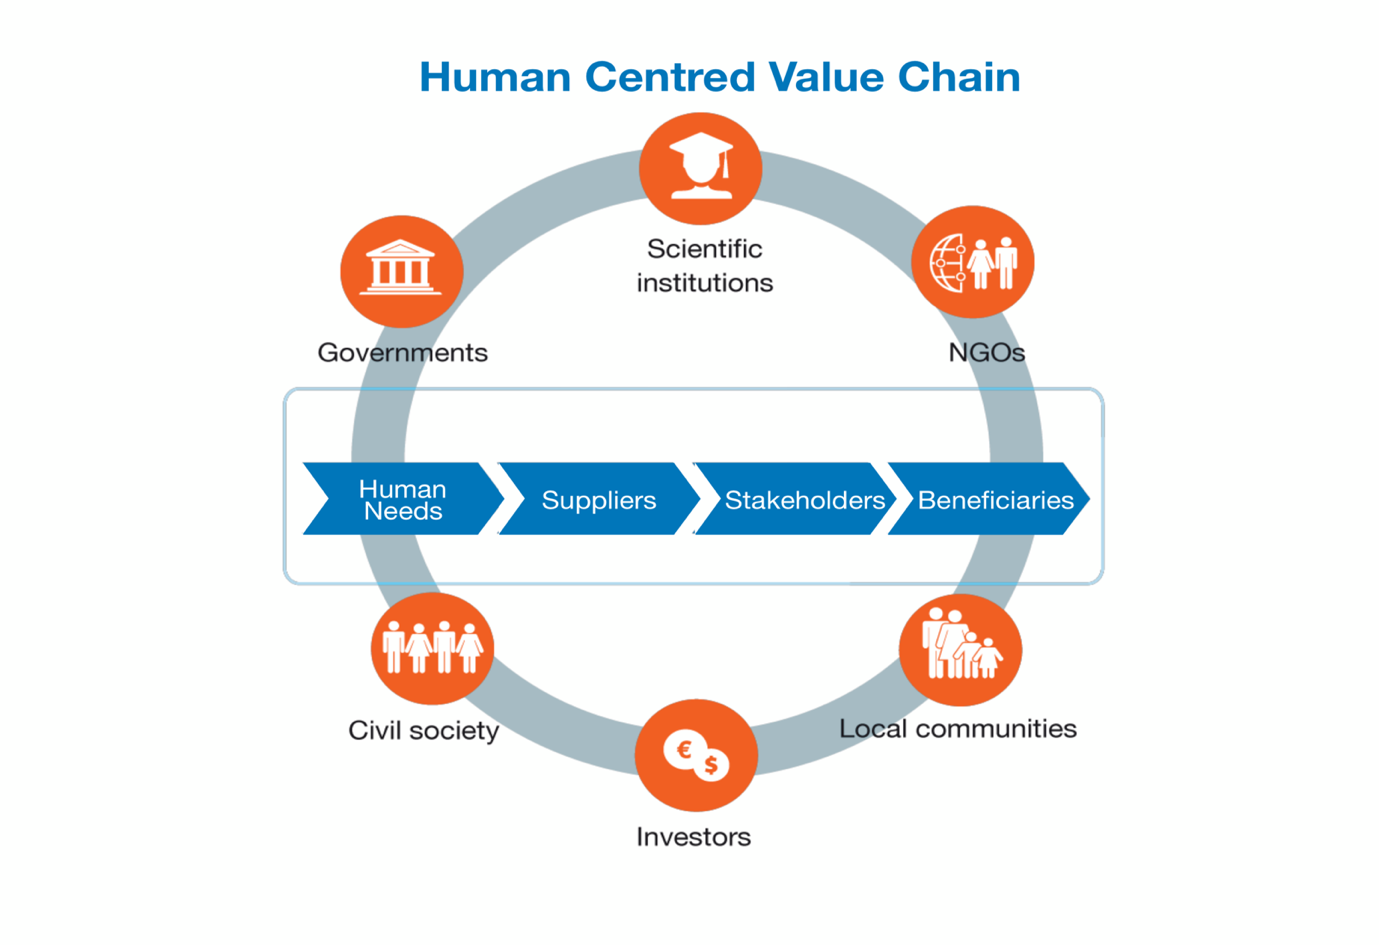 Human Centred Value Chain
Scientific
institutions
Governments
NGOs
Human
Needs
Suppliers
Stakeholders
Beneficiaries
Civil society
Local communities
€
$
Investors